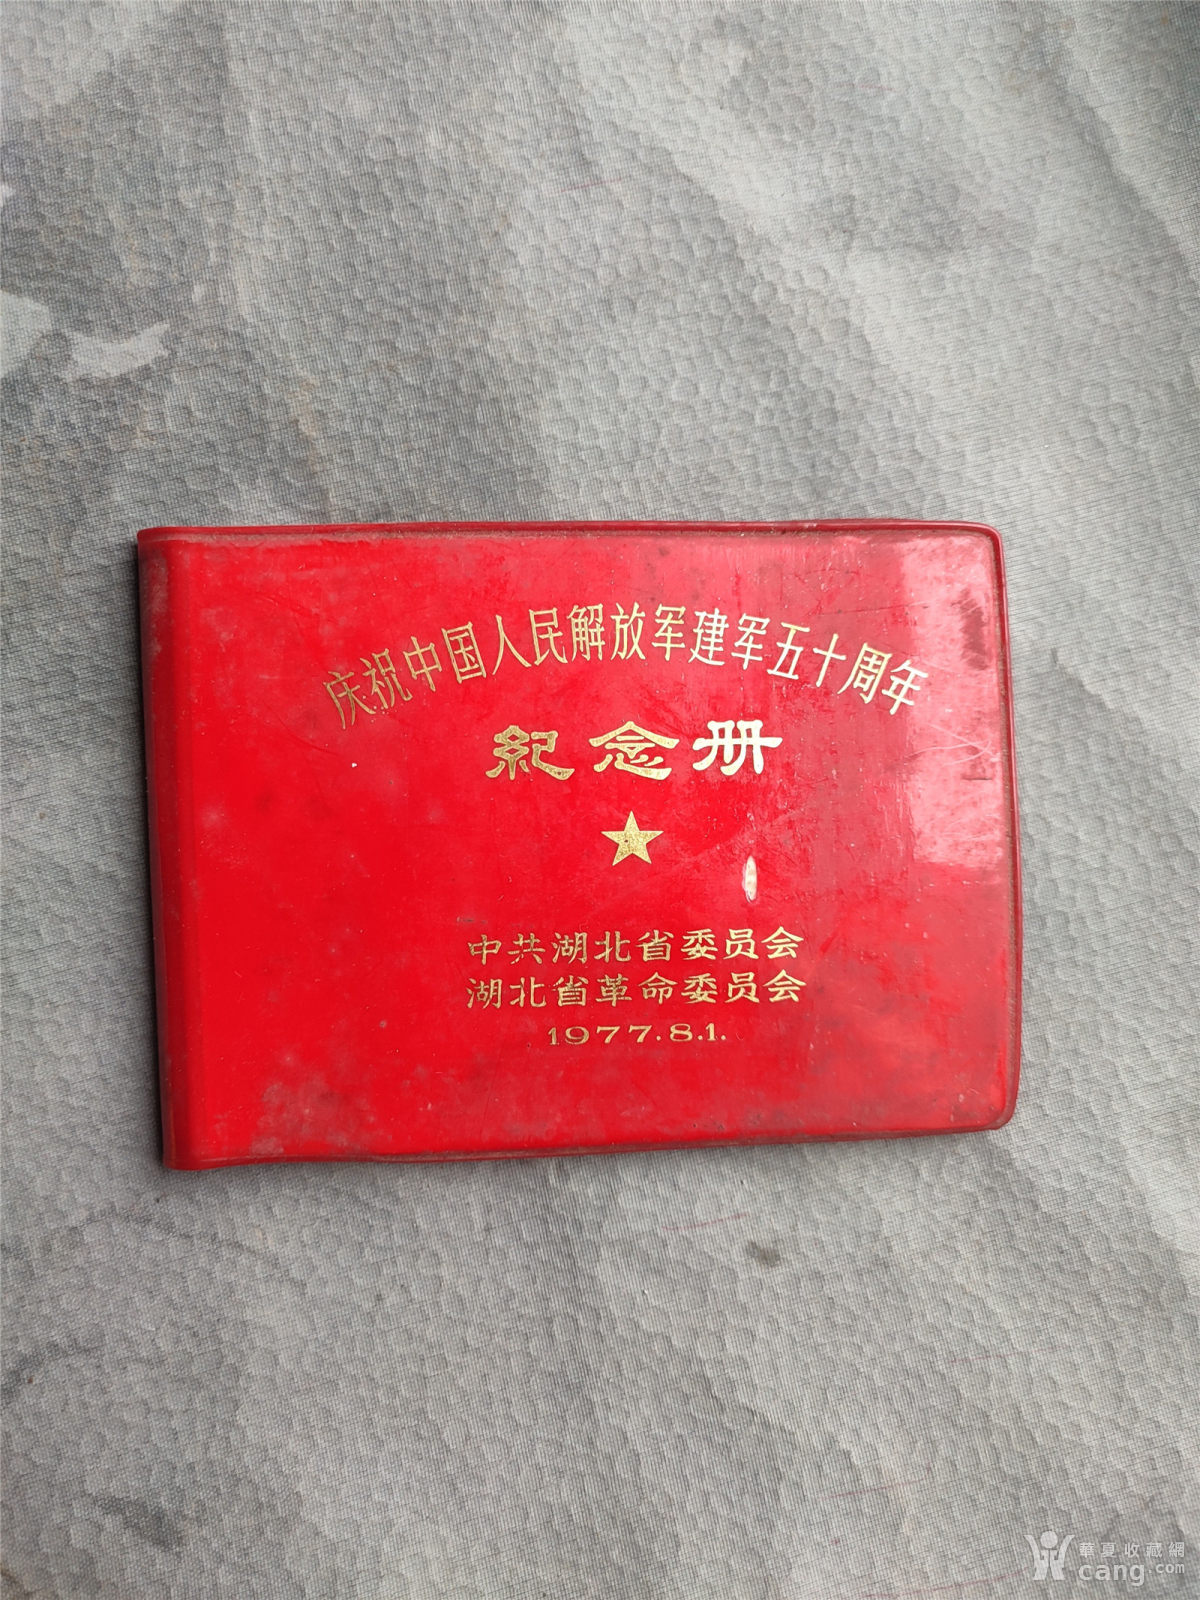 庆祝中国人民解放军建军五十周年
紀念册
中共湖北省委员会
湖北省革命委员会
1977.8.1.
華夏收藏網
cang.com